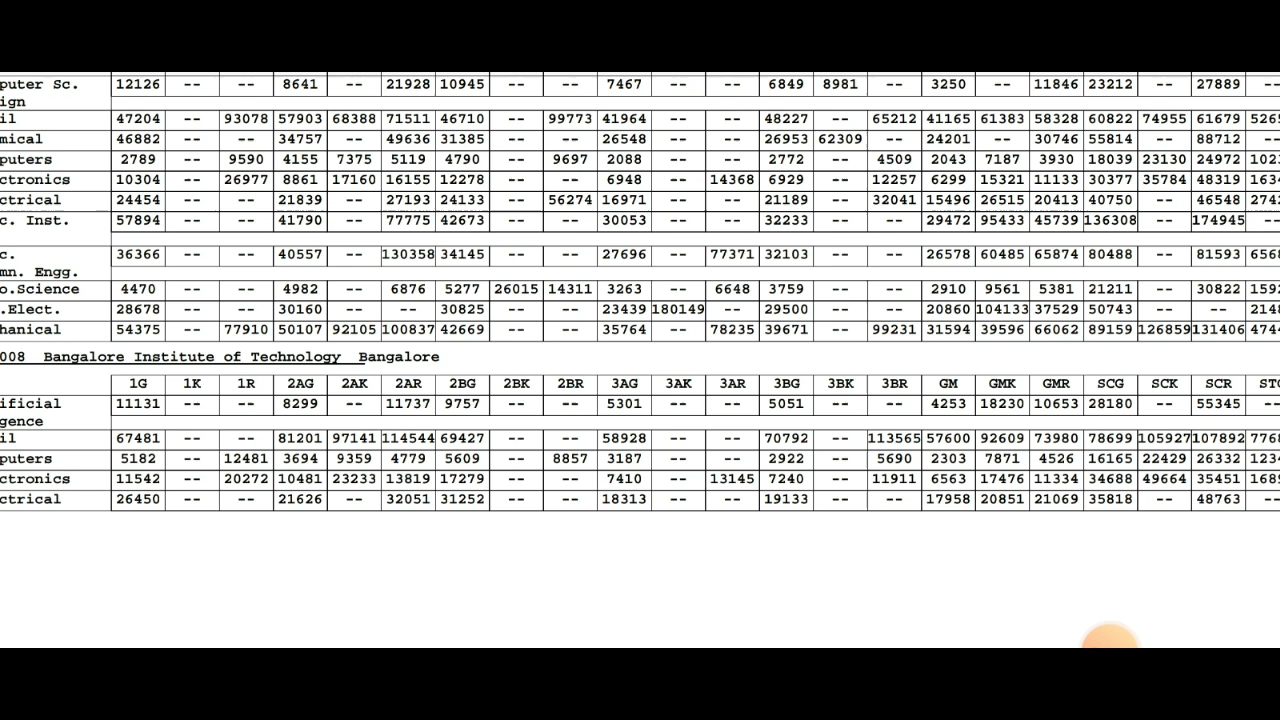 puter Sc. 12126 -- -- 8641 -- 21928 10945 -- -- 7467 -- -- 6849 8981 -- 3250 -- 11846 23212 -- 27889 --
ign
il 47204 -- 93078 57903 68388 71511 46710 -- 99773 41964 -- -- 48227 -- 65212 41165 61383 58328 60822 74955 61679 5265
mical 46882 -- -- 34757 -- 49636 31385 -- -- 26548 -- -- 26953 62309 -- 24201 -- 30746 55814 -- 88712 --
puters 2789 -- 9590 4155 7375 5119 4790 -- 9697 2088 -- -- 2772 -- 4509 2043 7187 3930 18039 23130 24972 1021
ctronics 10304 -- 26977 8861 17160 16155 12278 -- -- 6948 -- 14368 6929 -- 12257 6299 15321 11133 30377 35784 48319 1634
ctrical 24454 -- -- 21839 -- 27193 24133 -- 56274 16971 -- -- 21189 -- 32041 15496 26515 20413 40750 -- 46548 2742
c. Inst. 57894 -- -- 41790 -- 77775 42673 -- -- 30053 -- -- 32233 -- -- 29472 95433 45739 136308 -- 174945 --
c. 36366 -- -- 40557 -- 130358 34145 -- -- 27696 -- 77371 32103 -- -- 26578 60485 65874 80488 -- 81593 6568
mn. Engg.
o.Science 4470 -- -- 4982 -- 6876 5277 26015 14311 3263 -- 6648 3759 -- -- 2910 9561 5381 21211 -- 30822 1592
.Elect. 28678 -- -- 30160 -- -- 30825 -- -- 23439 180149 -- 29500 -- -- 20860 104133 37529 50743 -- -- 2148
hanical 54375 -- 77910 50107 92105 100837 42669 -- -- 35764 -- 78235 39671 -- 99231 31594 39596 66062 89159 126859 131406 4744
008 Bangalore Institute of Technology Bangalore
1G 1K 1R 2AG 2AK 2AR 2BG 2BK 2BR 3AG 3AK 3AR 3BG 3BK 3BR GM GMK GMR SCG SCK SCR STG
ificial 11131 -- -- 8299 -- 11737 9757 -- -- 5301 -- -- 5051 -- -- 4253 18230 10653 28180 -- 55345 --
gence
il 67481 -- -- 81201 97141 114544 69427 -- -- 58928 -- -- 70792 -- 113565 57600 92609 73980 78699 105927 107892 7768
puters 5182 -- 12481 3694 9359 4779 5609 -- 8857 3187 -- -- 2922 -- 5690 2303 7871 4526 16165 22429 26332 1234
ctronics 11542 -- 20272 10481 23233 13819 17279 -- -- 7410 -- 13145 7240 -- 11911 6563 17476 11334 34688 49664 35451 1689
ctrical 26450 -- -- 21626 -- 32051 31252 -- -- 18313 -- -- 19133 -- -- 17958 20851 21069 35818 -- 48763 --